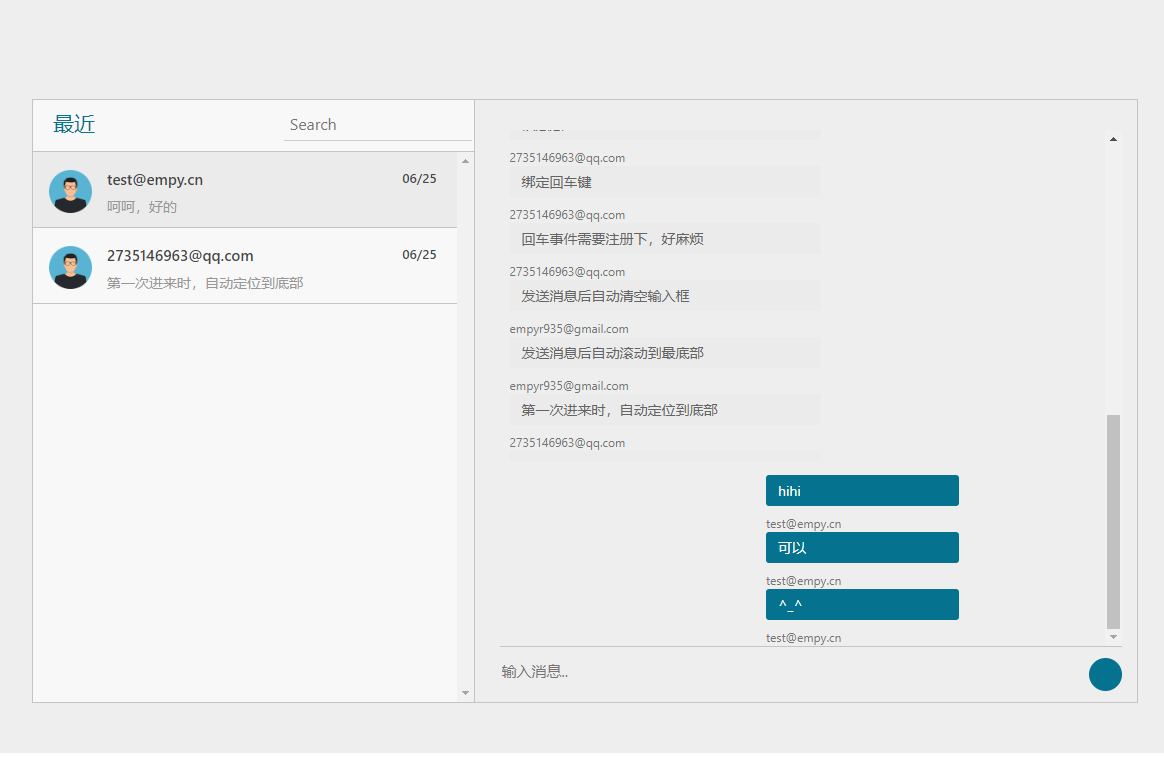 最近
Search
test@empy.cn
06/25
呵呵，好的
2735146963@qq.com
06/25
第一次进来时，自动定位到底部
2735146963@qq.com
绑定回车键
2735146963@qq.com
回车事件需要注册下，好麻烦
2735146963@qq.com
发送消息后自动清空输入框
empyr935@gmail.com
发送消息后自动滚动到最底部
empyr935@gmail.com
第一次进来时，自动定位到底部
2735146963@qq.com
hihi
test@empy.cn
可以
test@empy.cn
^_^
test@empy.cn
输入消息..